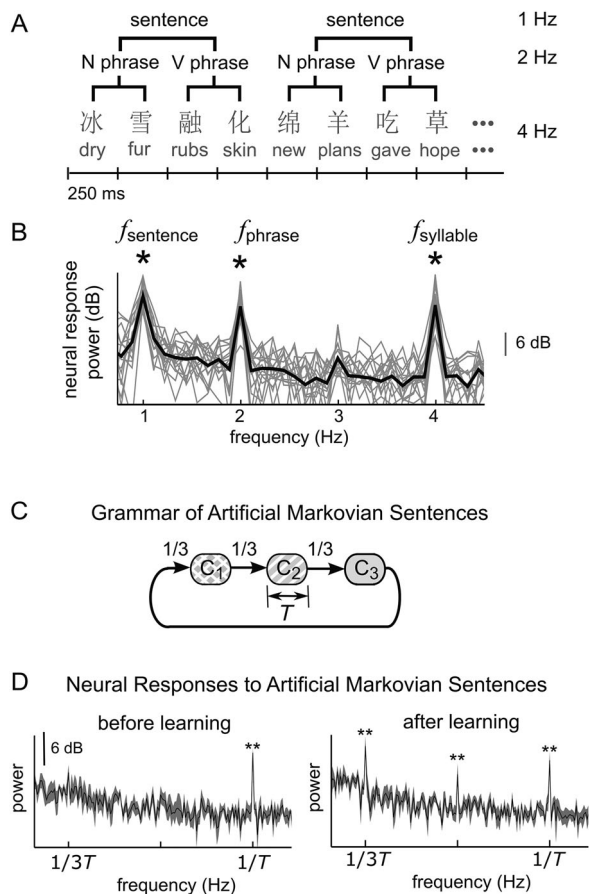 A
sentence sentence 1 Hz
N phrase V phrase N phrase V phrase 2 Hz
冰 雪 融 化 绵 羊 吃 草 •••
4 Hz
dry fur rubs skin new plans gave hope •••
250 ms
B
fsentence fphrase fsyllable
* * *
neural response
power (dB)
6 dB
1 2 3 4
frequency (Hz)
C Grammar of Artificial Markovian Sentences
1/3 1/3 1/3
C1 C2 C3
T
D Neural Responses to Artificial Markovian Sentences
before learning after learning
6 dB ** ** ** **
power power
1/3T 1/T 1/3T 1/T
frequency (Hz) frequency (Hz)